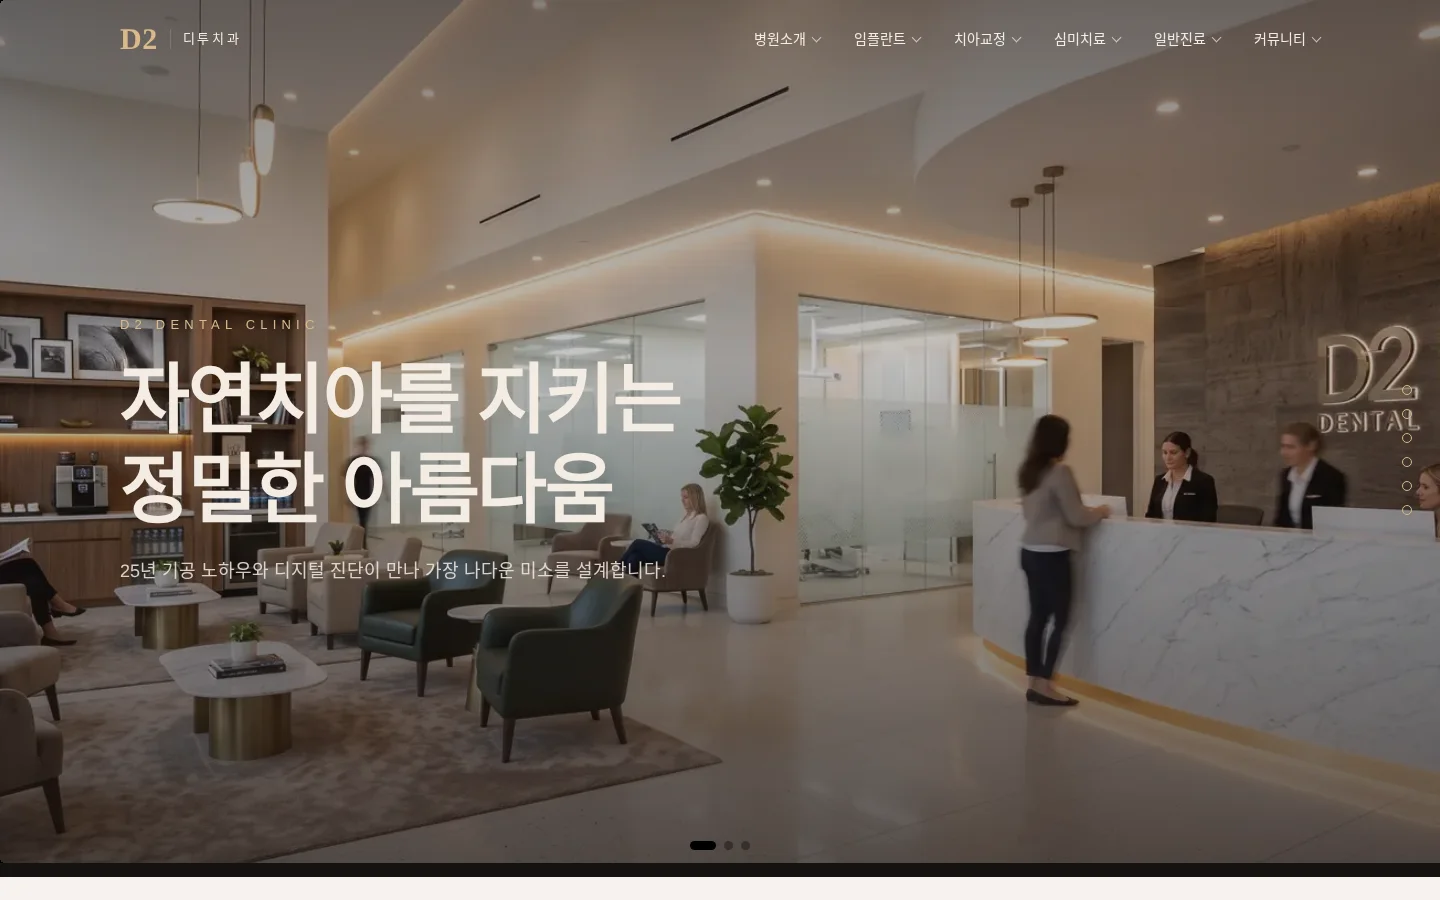 D2 디투치과
병원소개 임플란트 치아교정 심미치료 일반진료 커뮤니티
D2 DENTAL CLINIC
자연치아를 지키는
정밀한 아름다움
25년 기공 노하우와 디지털 진단이 만나 가장 나다운 미소를 설계합니다.
D2
DENTAL